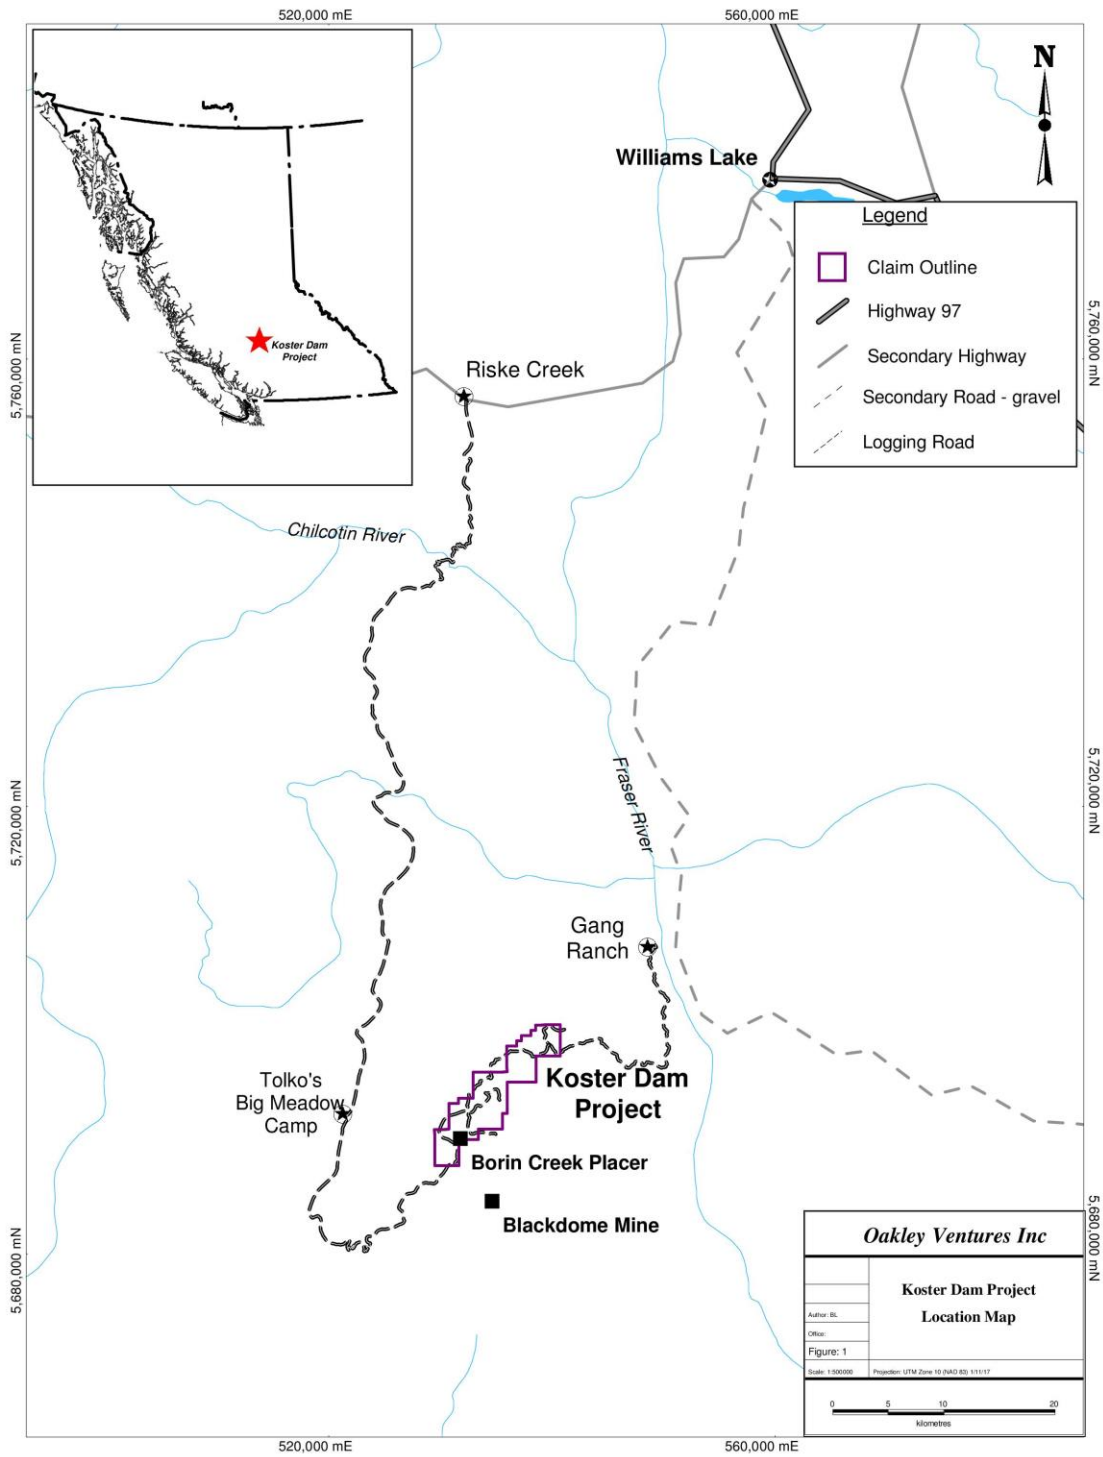 520,000 mE
560,000 mE
N
Williams Lake
Legend
Claim Outline
Highway 97
Secondary Highway
Secondary Road - gravel
Logging Road
Koster Dam
Project
5,760,000 mN
5,760,000 mN
Riske Creek
Chilcotin River
Fraser River
5,720,000 mN
5,720,000 mN
Gang
Ranch
Koster Dam
Project
Tolko's
Big Meadow
Camp
Borin Creek Placer
Blackdome Mine
5,680,000 mN
5,680,000 mN
Oakley Ventures Inc
Koster Dam Project
Location Map
Author: BL
Office:
Figure: 1
Scale: 1:500000
Projection: UTM Zone 10 (NAD 83) 1/11/17
0 5 10 20
kilometres
520,000 mE
560,000 mE